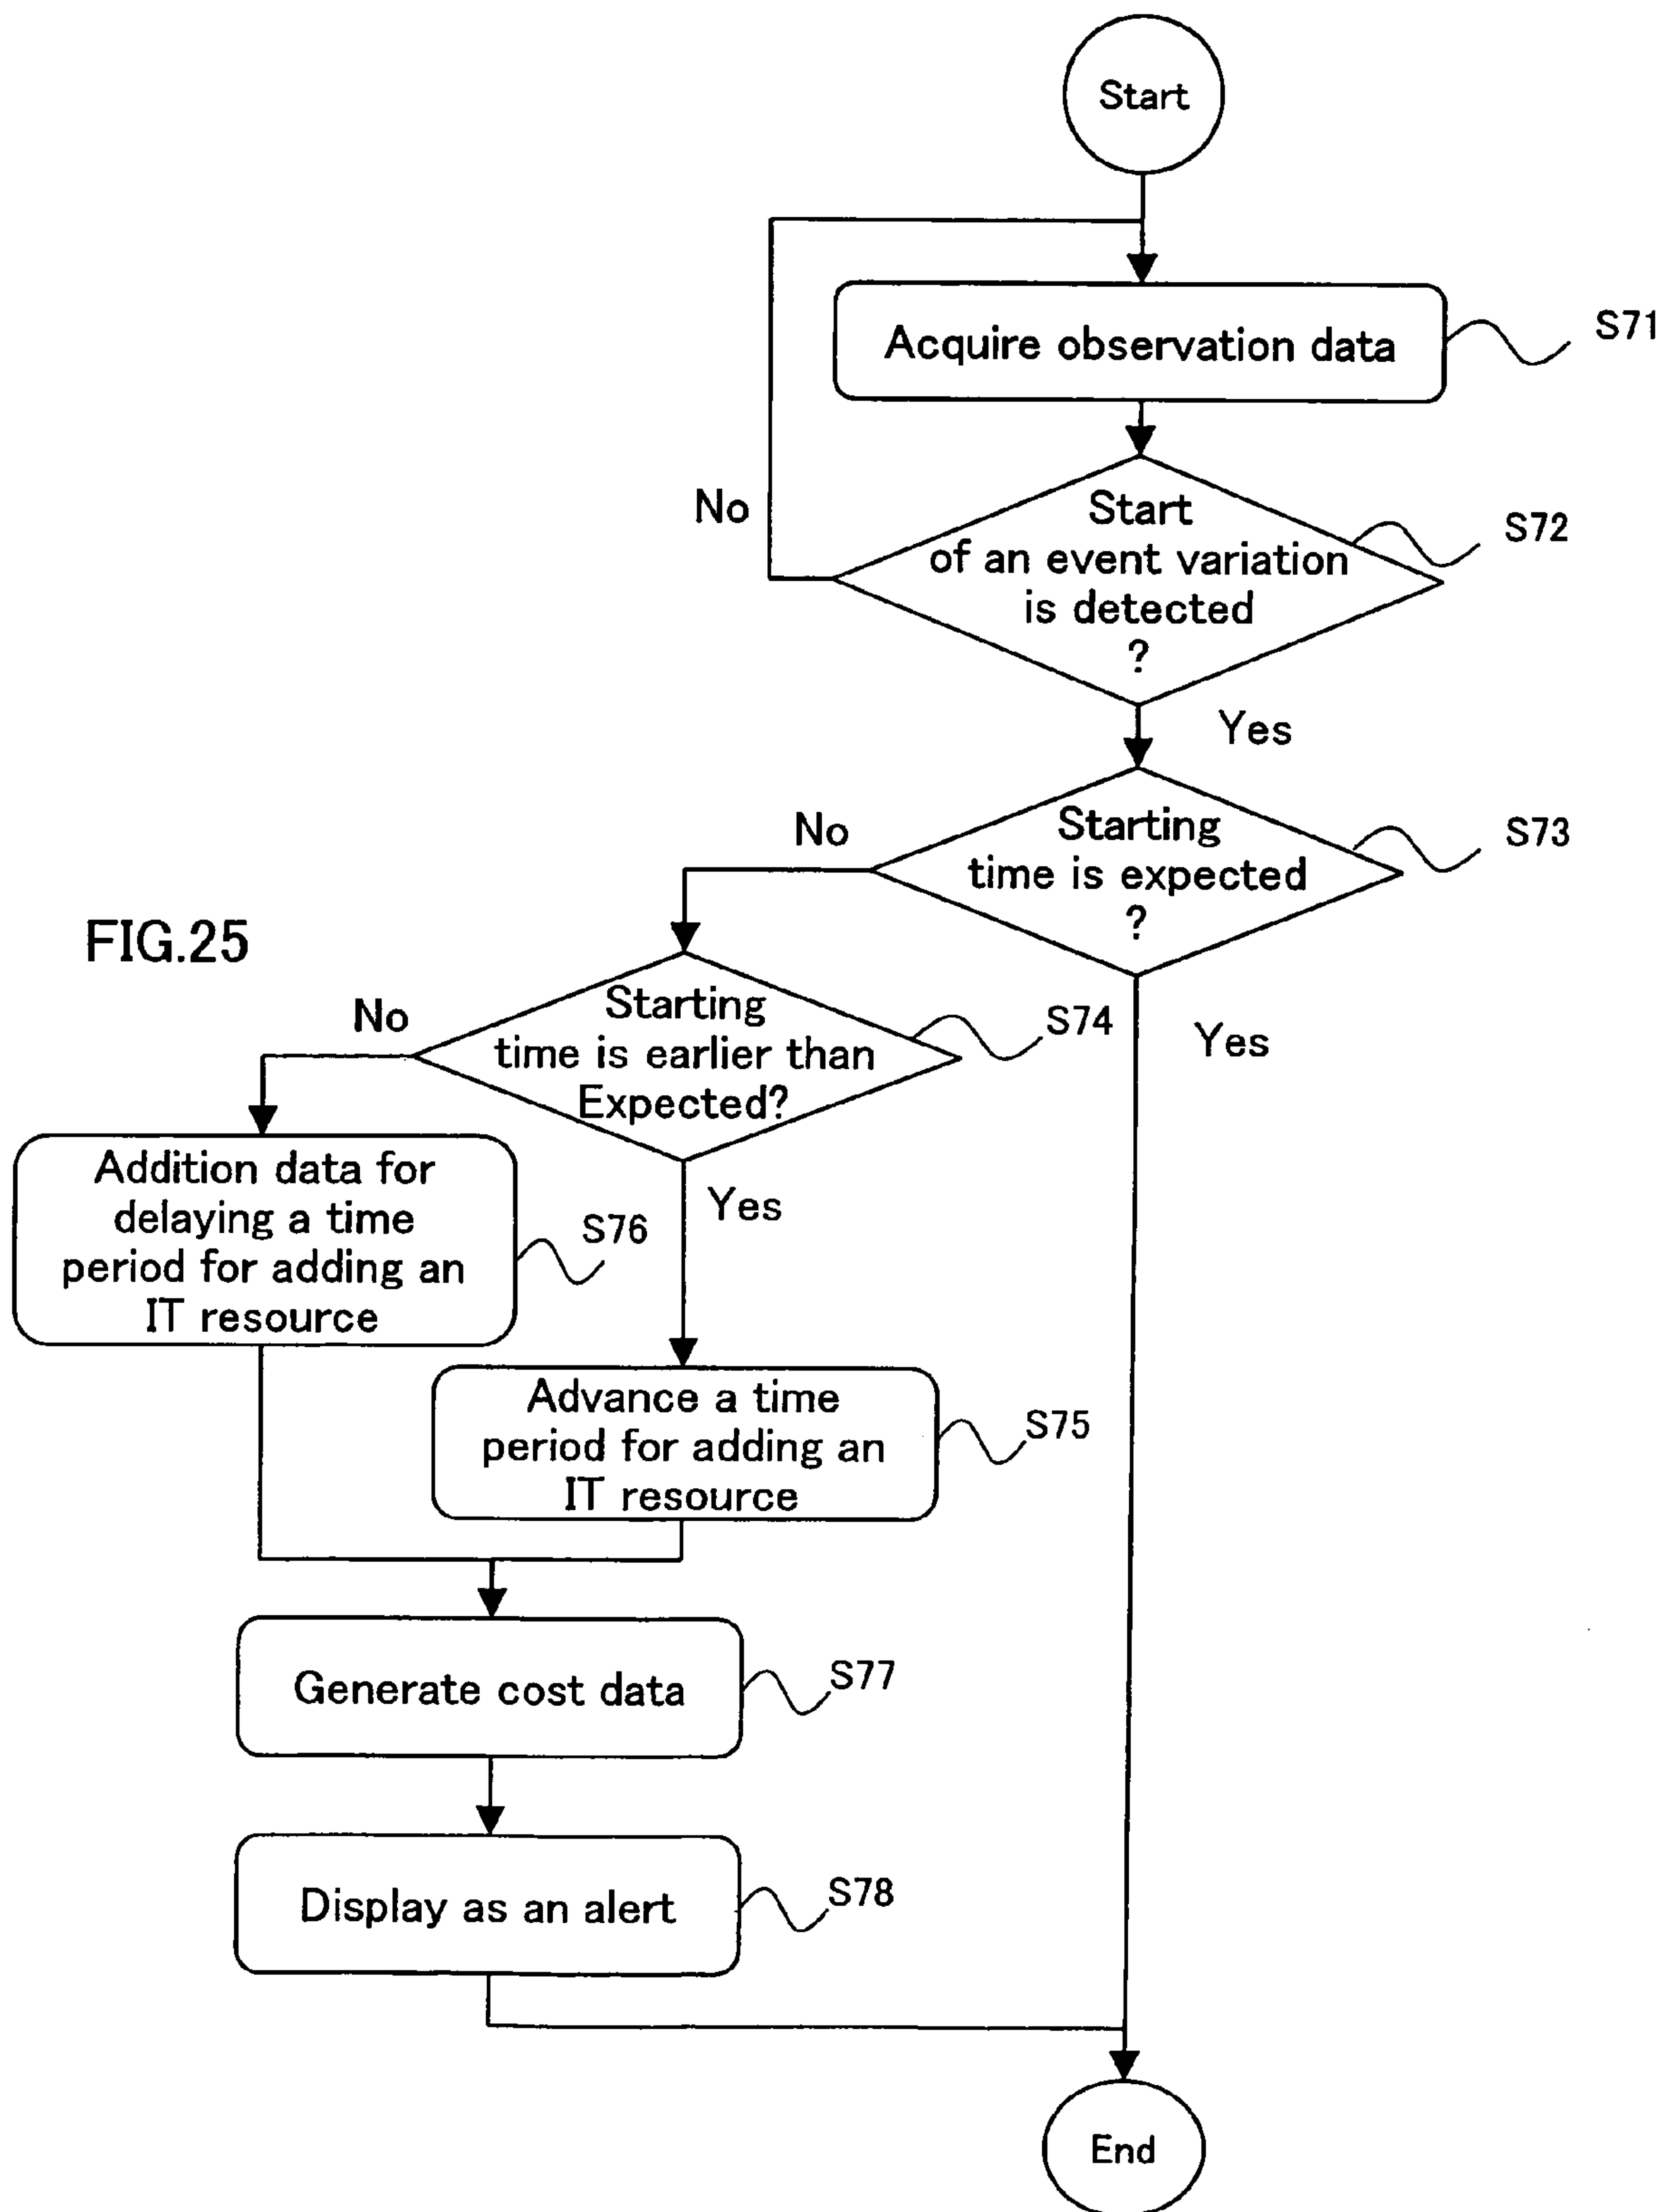 Start
Acquire observation data
S71
No
Start
of an event variation
is detected
?
S72
Yes
No
Starting
time is expected
?
S73
FIG.25
No
Starting
time is earlier than
Expected?
S74
Yes
Addition data for
delaying a time
period for adding an
IT resource
S76
Yes
Advance a time
period for adding an
IT resource
S75
Generate cost data
S77
Display as an alert
S78
End